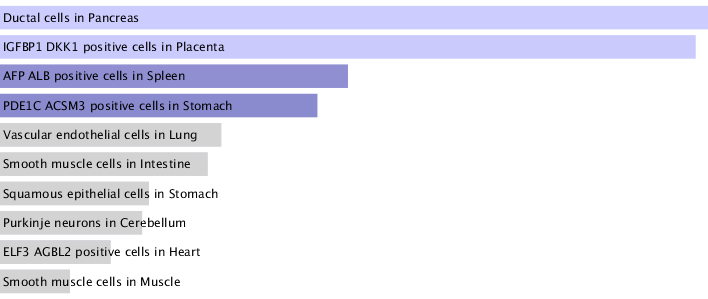 Ductal cells in Pancreas
IGFBP1 DKK1 positive cells in Placenta
AFP ALB positive cells in Spleen
PDE1C ACSM3 positive cells in Stomach
Vascular endothelial cells in Lung
Smooth muscle cells in Intestine
Squamous epithelial cells in Stomach
Purkinje neurons in Cerebellum
ELF3 AGBL2 positive cells in Heart
Smooth muscle cells in Muscle